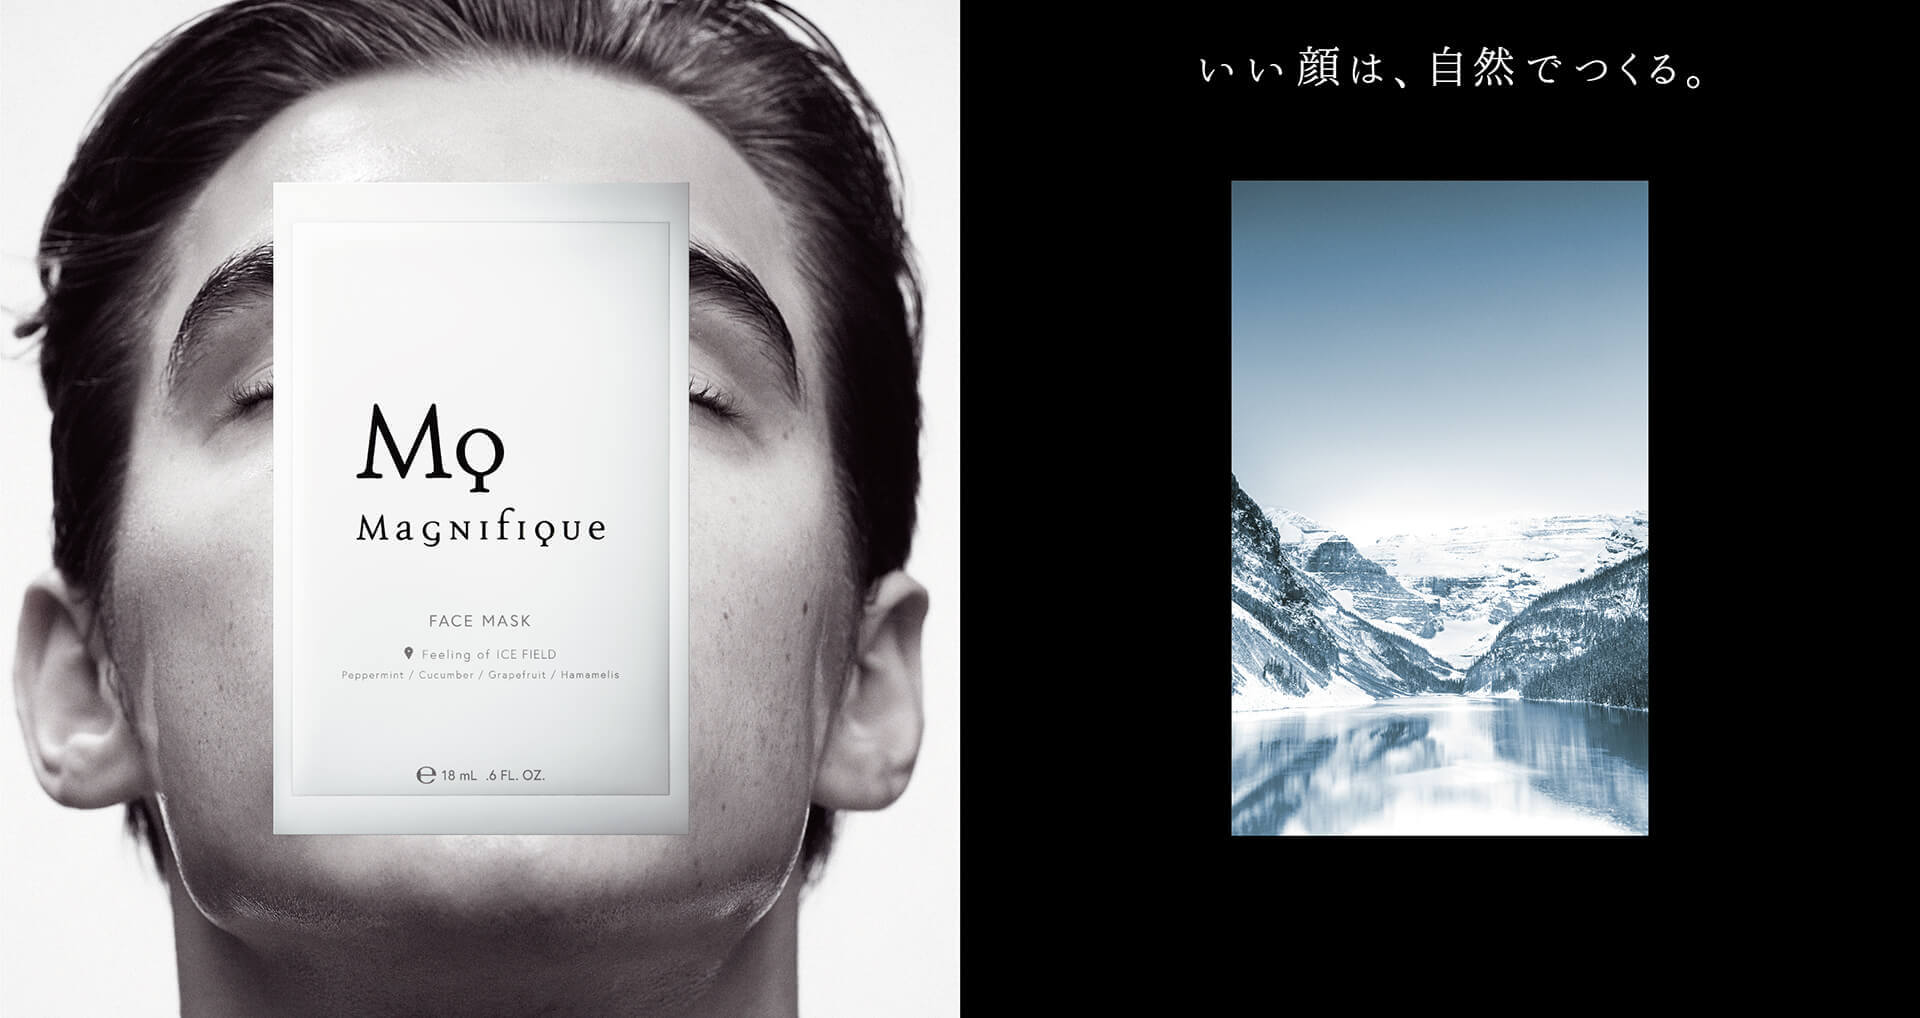 MQ
Magnifique
FACE MASK
Feeling of ICE FIELD
Peppermint / Cucumber / Grapefruit / Hamamelis
℮ 18 mL .6 FL. OZ.
いい顔は、自然でつくる。